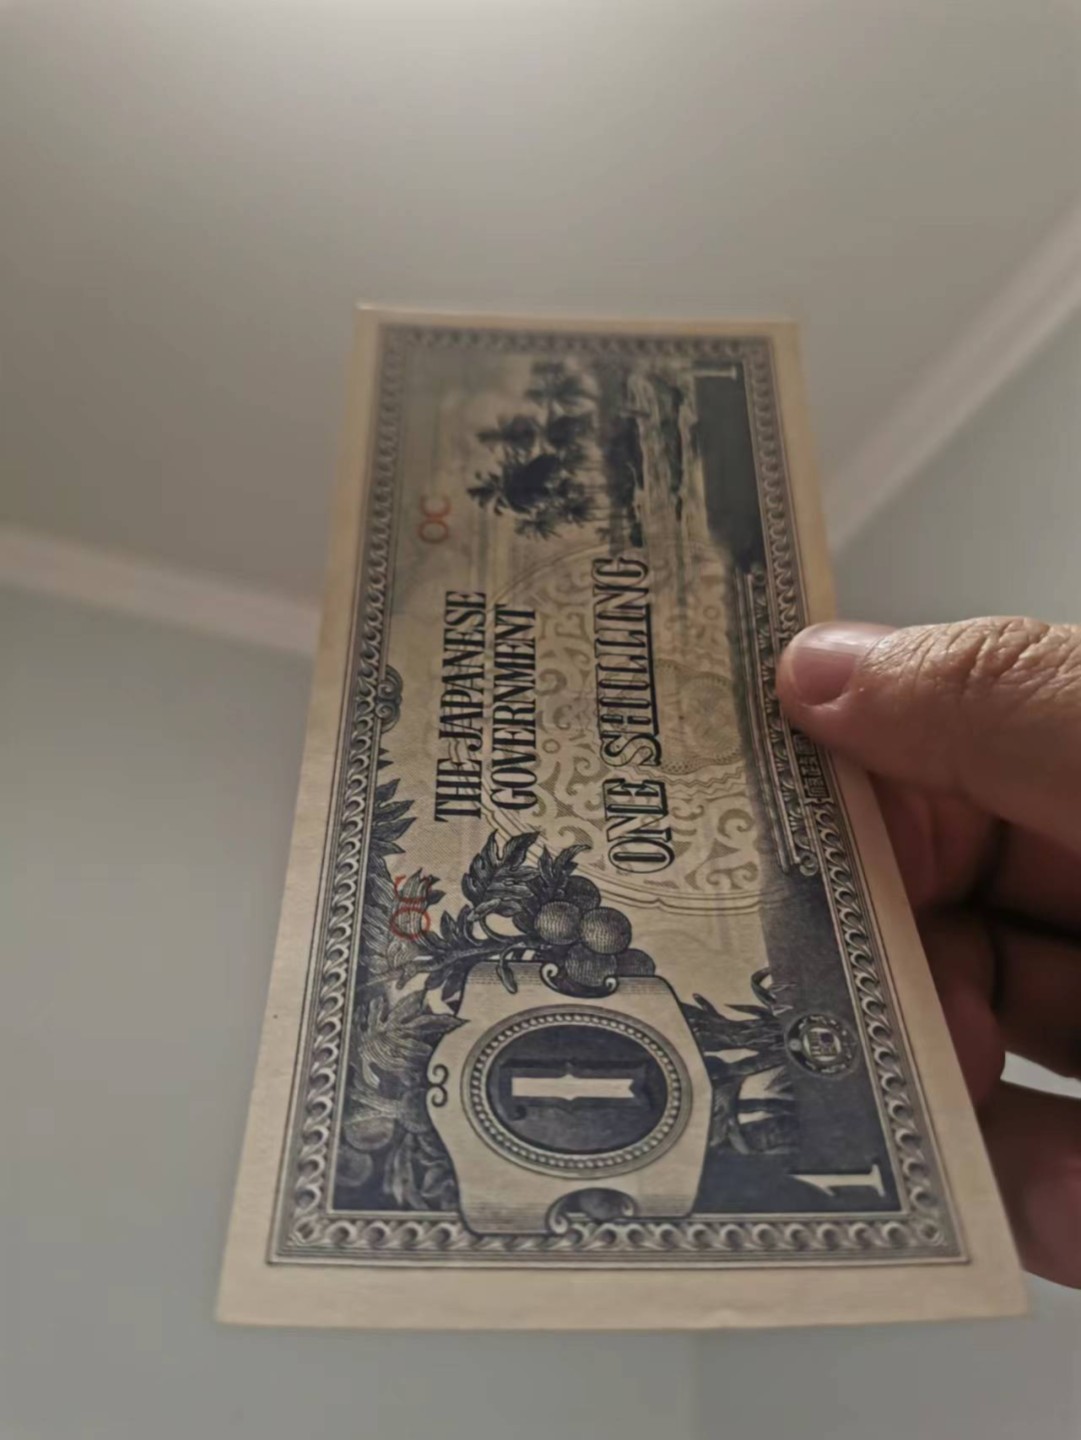 OC OC
THE JAPANESE
GOVERNMENT
ONE SHILLING
1
1
1